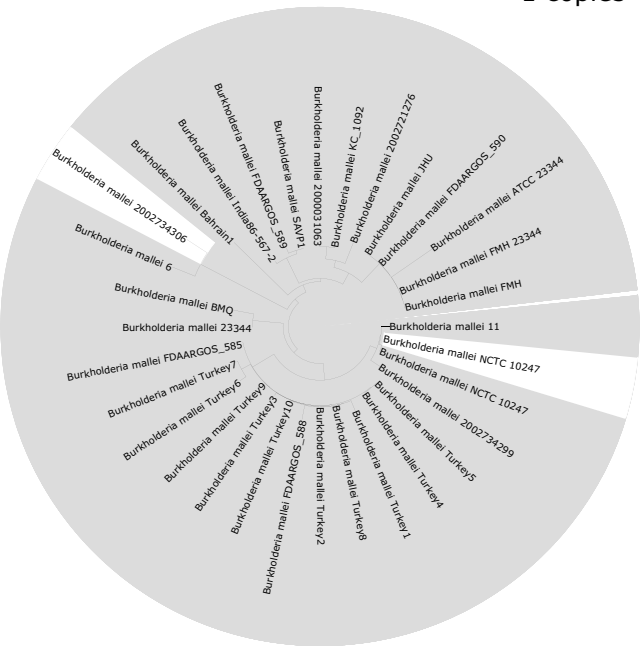 copies
Burkholderia mallei 2000031063
Burkholderia mallei KC_1092
Burkholderia mallei 2002721276
Burkholderia mallei JHU
Burkholderia mallei FDAARGOS_590
Burkholderia mallei ATCC 23344
Burkholderia mallei FMH 23344
Burkholderia mallei FMH
Burkholderia mallei 11
Burkholderia mallei NCTC 10247
Burkholderia mallei NCTC 10247
Burkholderia mallei 2002734299
Burkholderia mallei Turkey5
Burkholderia mallei Turkey4
Burkholderia mallei Turkey1
Burkholderia mallei Turkey8
Burkholderia mallei Turkey2
Burkholderia mallei FDAARGOS_588
Burkholderia mallei Turkey10
Burkholderia mallei Turkey3
Burkholderia mallei Turkey9
Burkholderia mallei Turkey6
Burkholderia mallei Turkey7
Burkholderia mallei FDAARGOS_585
Burkholderia mallei 23344
Burkholderia mallei BMQ
Burkholderia mallei 6
Burkholderia mallei 2002734306
Burkholderia mallei Bahrain1
Burkholderia mallei India86-567-2
Burkholderia mallei FDAARGOS_589
Burkholderia mallei SAVP1